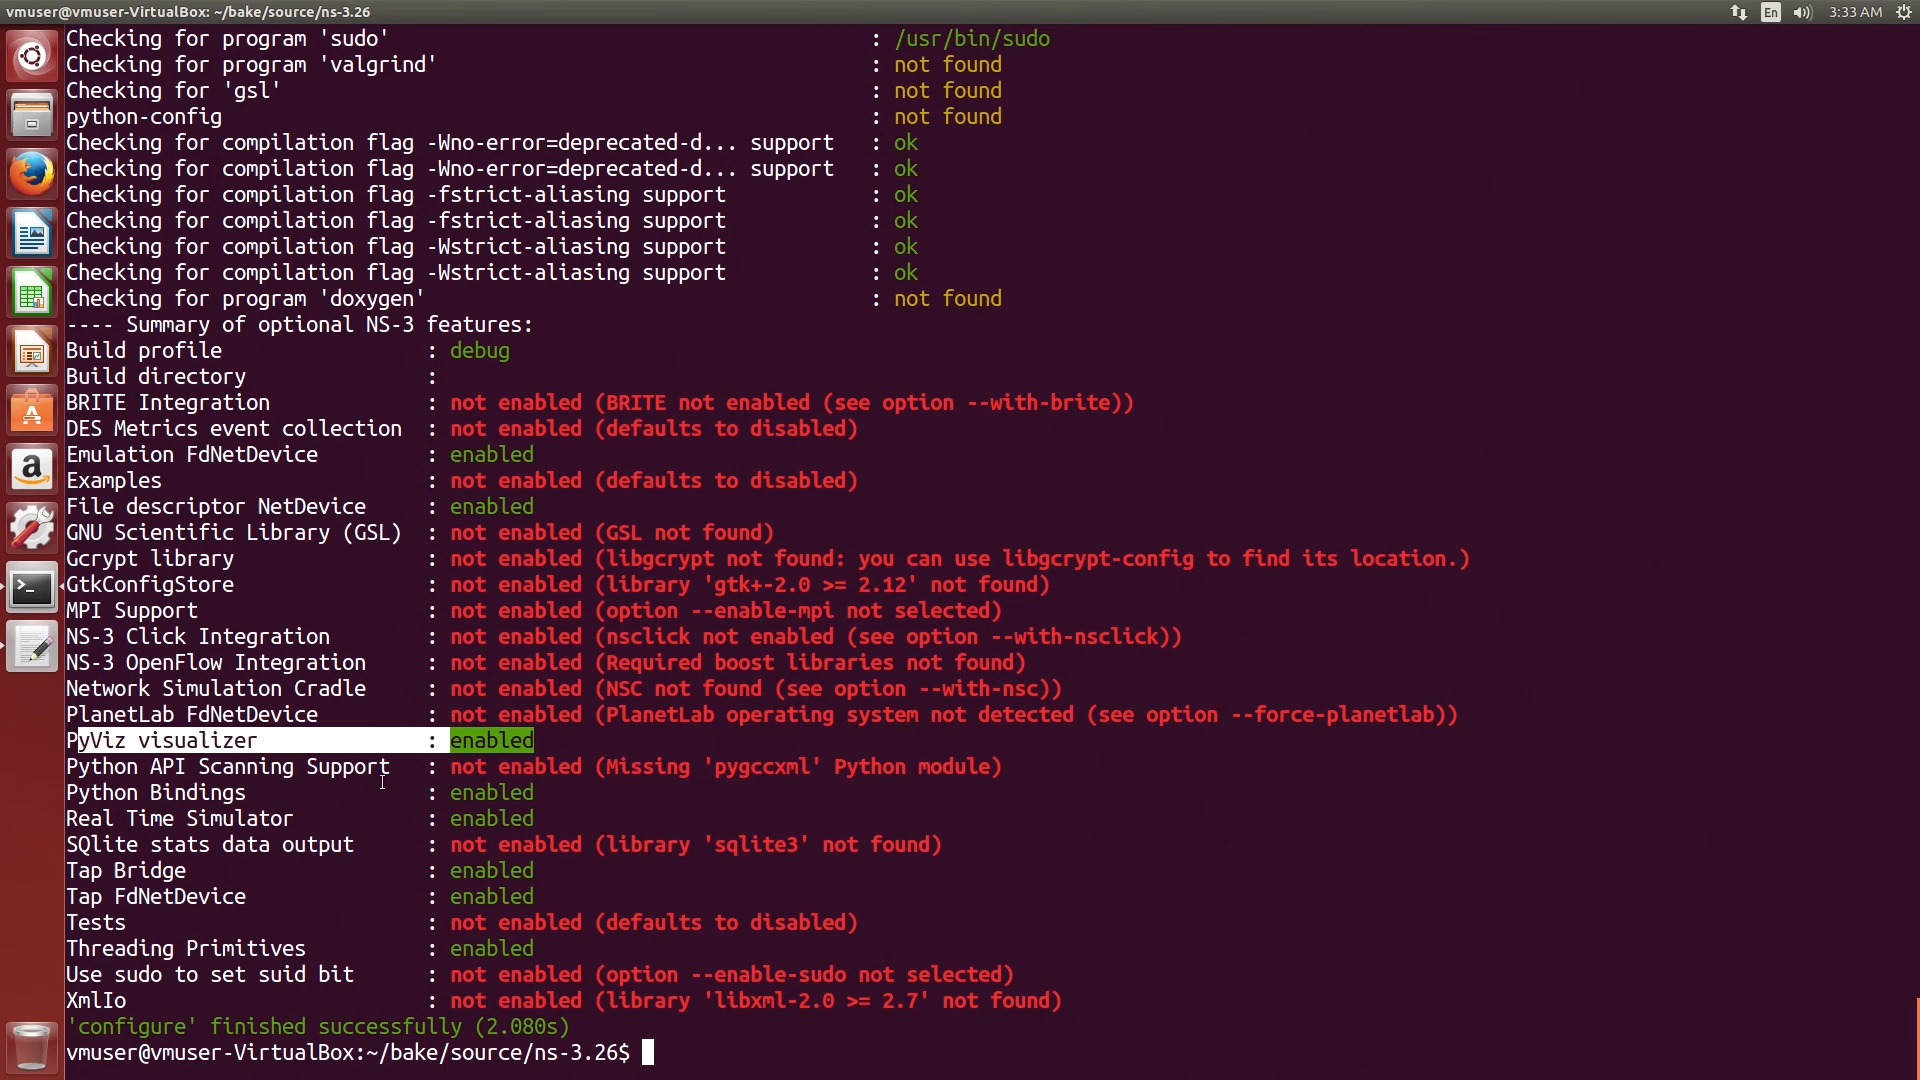 vmuser@vmuser-VirtualBox: ~/bake/source/ns-3.26
En
3:33 AM
Checking for program 'sudo' : /usr/bin/sudo
Checking for program 'valgrind' : not found
Checking for 'gsl' : not found
python-config : not found
Checking for compilation flag -Wno-error=deprecated-d... support : ok
Checking for compilation flag -Wno-error=deprecated-d... support : ok
Checking for compilation flag -fstrict-aliasing support : ok
Checking for compilation flag -fstrict-aliasing support : ok
Checking for compilation flag -Wstrict-aliasing support : ok
Checking for compilation flag -Wstrict-aliasing support : ok
Checking for program 'doxygen' : not found
---- Summary of optional NS-3 features:
Build profile : debug
Build directory :
BRITE Integration : not enabled (BRITE not enabled (see option --with-brite))
DES Metrics event collection : not enabled (defaults to disabled)
Emulation FdNetDevice : enabled
Examples : not enabled (defaults to disabled)
File descriptor NetDevice : enabled
GNU Scientific Library (GSL) : not enabled (GSL not found)
Gcrypt library : not enabled (libgcrypt not found: you can use libgcrypt-config to find its location.)
GtkConfigStore : not enabled (library 'gtk+-2.0 >= 2.12' not found)
MPI Support : not enabled (option --enable-mpi not selected)
NS-3 Click Integration : not enabled (nsclick not enabled (see option --with-nsclick))
NS-3 OpenFlow Integration : not enabled (Required boost libraries not found)
Network Simulation Cradle : not enabled (NSC not found (see option --with-nsc))
PlanetLab FdNetDevice : not enabled (PlanetLab operating system not detected (see option --force-planetlab))
PyViz visualizer : enabled
Python API Scanning Support : not enabled (Missing 'pygccxml' Python module)
Python Bindings : enabled
Real Time Simulator : enabled
SQlite stats data output : not enabled (library 'sqlite3' not found)
Tap Bridge : enabled
Tap FdNetDevice : enabled
Tests : not enabled (defaults to disabled)
Threading Primitives : enabled
Use sudo to set suid bit : not enabled (option --enable-sudo not selected)
XmlIo : not enabled (library 'libxml-2.0 >= 2.7' not found)
'configure' finished successfully (2.080s)
vmuser@vmuser-VirtualBox:~/bake/source/ns-3.26$